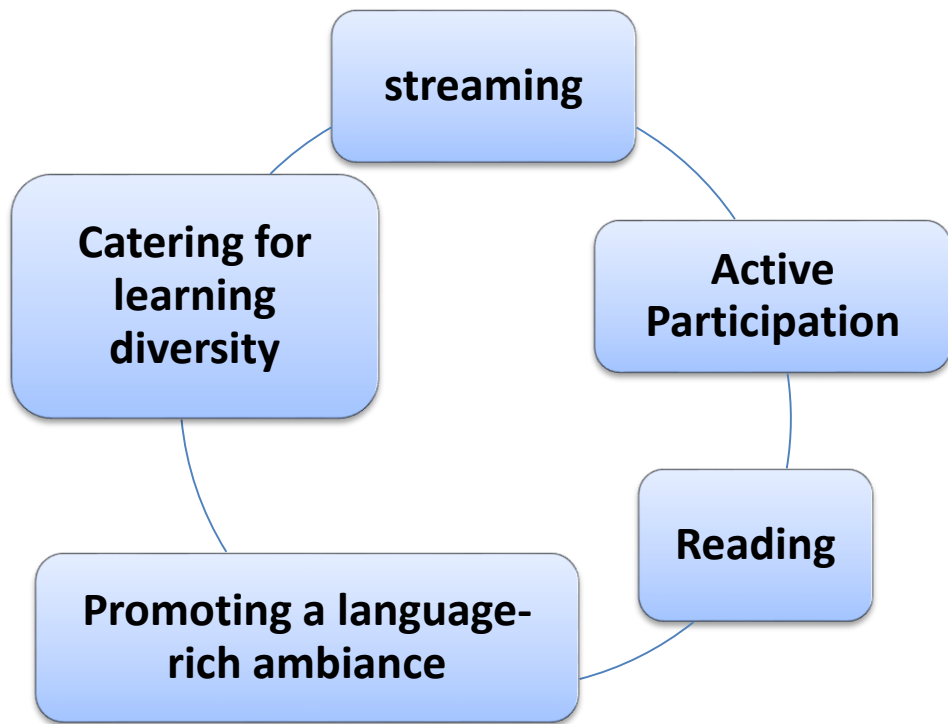 streaming
Active
Participation
Reading
Promoting a language-
rich ambiance
Catering for
learning
diversity